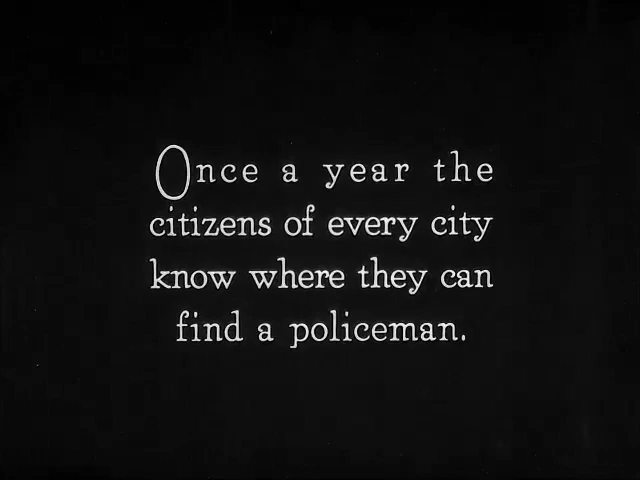 Once a year the
citizens of every city
know where they can
find a policeman.